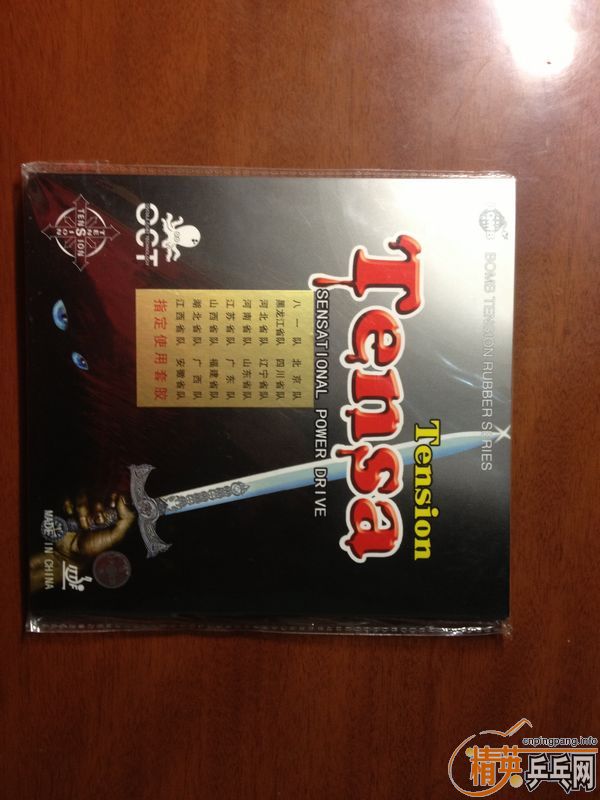 BOMB
BOMB TENSION RUBBER SERIES
Tension
Tensa
SENSATIONAL POWER DRIVE
八一队 北京队
黑龙江省队 四川省队
河北省队 辽宁省队
河南省队 山东省队
江苏省队 广东队
山西省队 福建省队
湖北省队 广西队
江西省队 安徽省队
指定使用套胶
OCT
TENSION
TENSION
ITTF
MADE IN CHINA
cnpingpang.info
精英乒乓网